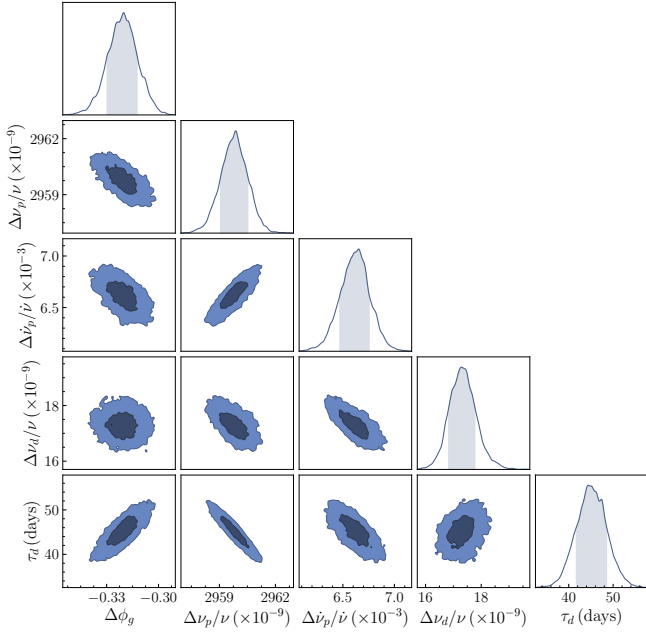 Δν_p/ν (×10⁻⁹)
2962
2959
Δν̇_p/ν̇ (×10⁻³)
7.0
6.5
Δν_d/ν (×10⁻⁹)
18
16
τ_d (days)
50
40
−0.33 −0.30
2959 2962
6.5 7.0
16 18
40 50
Δϕ_g
Δν_p/ν (×10⁻⁹)
Δν̇_p/ν̇ (×10⁻³)
Δν_d/ν (×10⁻⁹)
τ_d (days)